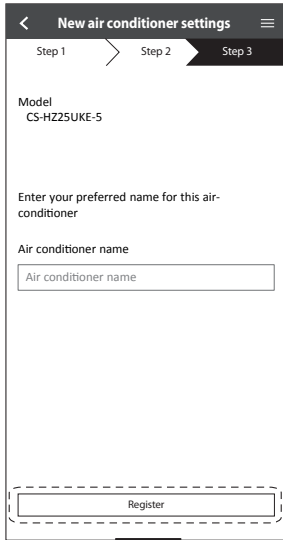 New air conditioner settings
Step 1
Step 2
Step 3
Model
CS-HZ25UKE-5
Enter your preferred name for this air-
conditioner
Air conditioner name
Air conditioner name
Register